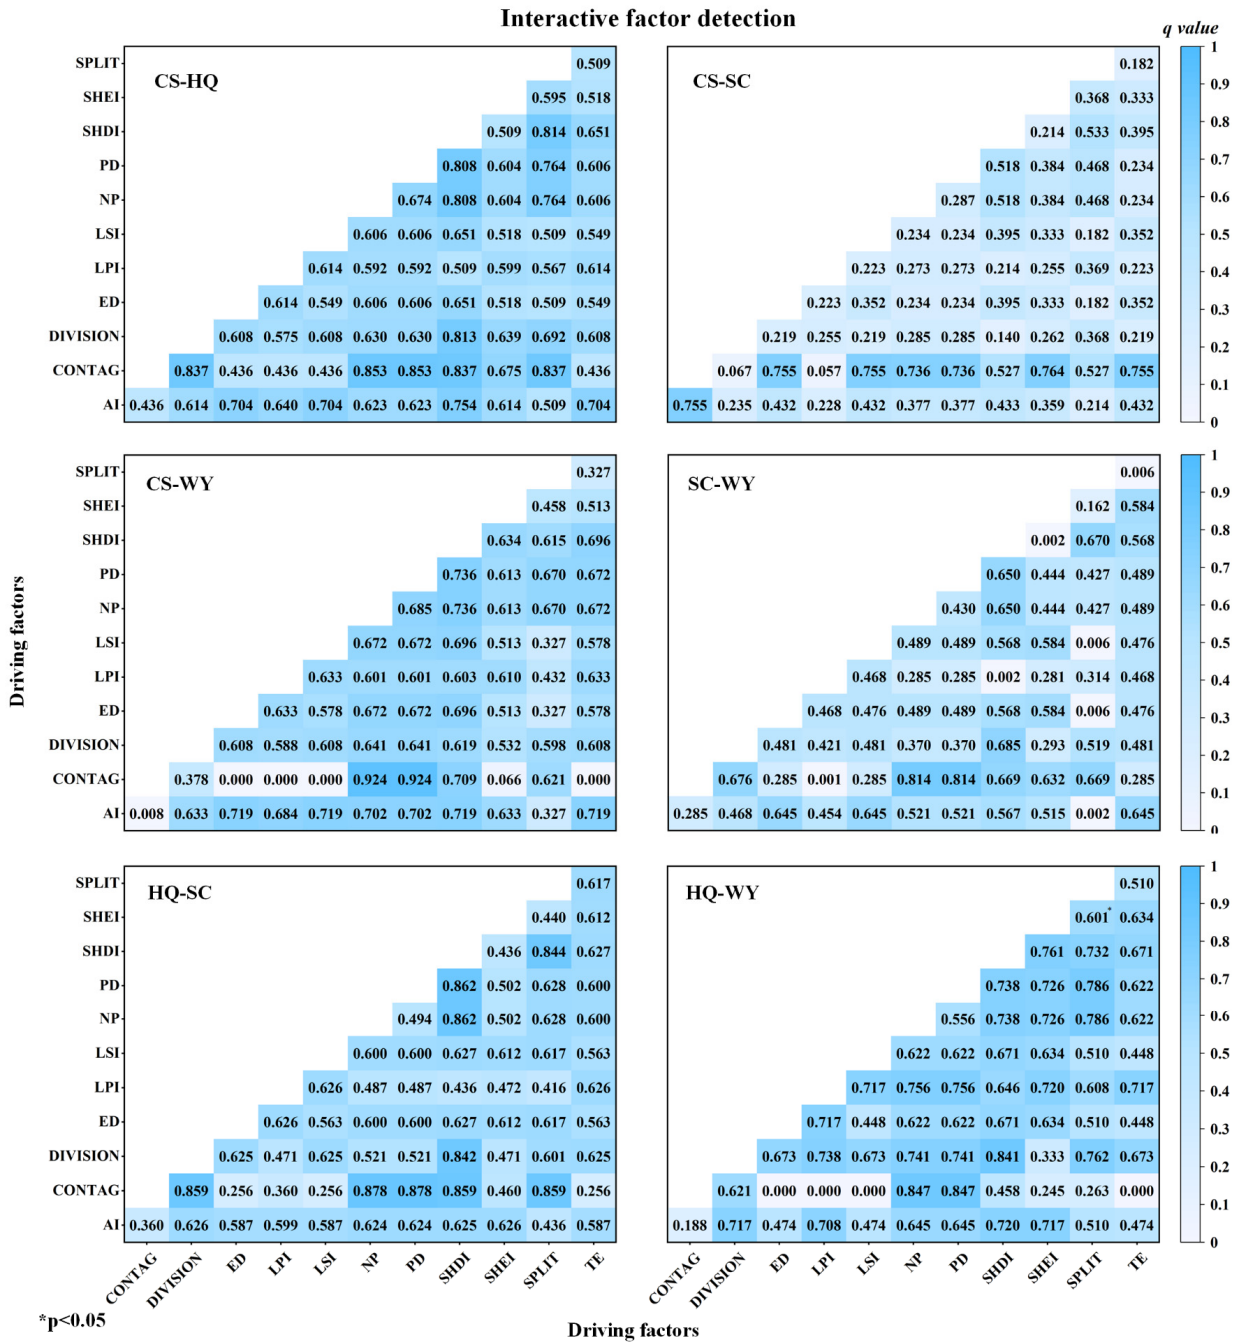 Interactive factor detection
q value
CS-HQ
SPLIT 0.509
SHEI 0.595 0.518
SHDI 0.509 0.814 0.651
PD 0.808 0.604 0.764 0.606
NP 0.674 0.808 0.604 0.764 0.606
LSI 0.606 0.606 0.651 0.518 0.509 0.549
LPI 0.614 0.592 0.592 0.509 0.599 0.567 0.614
ED 0.614 0.549 0.606 0.606 0.651 0.518 0.509 0.549
DIVISION 0.608 0.575 0.608 0.630 0.630 0.813 0.639 0.692 0.608
CONTAG 0.837 0.436 0.436 0.436 0.853 0.853 0.837 0.675 0.837 0.436
AI 0.436 0.614 0.704 0.640 0.704 0.623 0.623 0.754 0.614 0.509 0.704
CS-SC
0.182
0.368 0.333
0.214 0.533 0.395
0.518 0.384 0.468 0.234
0.287 0.518 0.384 0.468 0.234
0.234 0.234 0.395 0.333 0.182 0.352
0.223 0.273 0.273 0.214 0.255 0.369 0.223
0.223 0.352 0.234 0.234 0.395 0.333 0.182 0.352
0.219 0.255 0.219 0.285 0.285 0.140 0.262 0.368 0.219
0.067 0.755 0.057 0.755 0.736 0.736 0.527 0.764 0.527 0.755
0.755 0.235 0.432 0.228 0.432 0.377 0.377 0.433 0.359 0.214 0.432
1
0.9
0.8
0.7
0.6
0.5
0.4
0.3
0.2
0.1
0
Driving factors
CS-WY
SPLIT 0.327
SHEI 0.458 0.513
SHDI 0.634 0.615 0.696
PD 0.736 0.613 0.670 0.672
NP 0.685 0.736 0.613 0.670 0.672
LSI 0.672 0.672 0.696 0.513 0.327 0.578
LPI 0.633 0.601 0.601 0.603 0.610 0.432 0.633
ED 0.633 0.578 0.672 0.672 0.696 0.513 0.327 0.578
DIVISION 0.608 0.588 0.608 0.641 0.641 0.619 0.532 0.598 0.608
CONTAG 0.378 0.000 0.000 0.000 0.924 0.924 0.709 0.066 0.621 0.000
AI 0.008 0.633 0.719 0.684 0.719 0.702 0.702 0.719 0.633 0.327 0.719
SC-WY
0.006
0.162 0.584
0.002 0.670 0.568
0.650 0.444 0.427 0.489
0.430 0.650 0.444 0.427 0.489
0.489 0.489 0.568 0.584 0.006 0.476
0.468 0.285 0.285 0.002 0.281 0.314 0.468
0.468 0.476 0.489 0.489 0.568 0.584 0.006 0.476
0.481 0.421 0.481 0.370 0.370 0.685 0.293 0.519 0.481
0.676 0.285 0.001 0.285 0.814 0.814 0.669 0.632 0.669 0.285
0.285 0.468 0.645 0.454 0.645 0.521 0.521 0.567 0.515 0.002 0.645
1
0.9
0.8
0.7
0.6
0.5
0.4
0.3
0.2
0.1
0
HQ-SC
SPLIT 0.617
SHEI 0.440 0.612
SHDI 0.436 0.844 0.627
PD 0.862 0.502 0.628 0.600
NP 0.494 0.862 0.502 0.628 0.600
LSI 0.600 0.600 0.627 0.612 0.617 0.563
LPI 0.626 0.487 0.487 0.436 0.472 0.416 0.626
ED 0.626 0.563 0.600 0.600 0.627 0.612 0.617 0.563
DIVISION 0.625 0.471 0.625 0.521 0.521 0.842 0.471 0.601 0.625
CONTAG 0.859 0.256 0.360 0.256 0.878 0.878 0.859 0.460 0.859 0.256
AI 0.360 0.626 0.587 0.599 0.587 0.624 0.624 0.625 0.626 0.436 0.587
CONTAG DIVISION ED LPI LSI NP PD SHDI SHEI SPLIT TE
HQ-WY
0.510
0.601* 0.634
0.761 0.732 0.671
0.738 0.726 0.786 0.622
0.556 0.738 0.726 0.786 0.622
0.622 0.622 0.671 0.634 0.510 0.448
0.717 0.756 0.756 0.646 0.720 0.608 0.717
0.717 0.448 0.622 0.622 0.671 0.634 0.510 0.448
0.673 0.738 0.673 0.741 0.741 0.841 0.333 0.762 0.673
0.621 0.000 0.000 0.000 0.847 0.847 0.458 0.245 0.263 0.000
0.188 0.717 0.474 0.708 0.474 0.645 0.645 0.720 0.717 0.510 0.474
CONTAG DIVISION ED LPI LSI NP PD SHDI SHEI SPLIT TE
1
0.9
0.8
0.7
0.6
0.5
0.4
0.3
0.2
0.1
0
*p<0.05
Driving factors